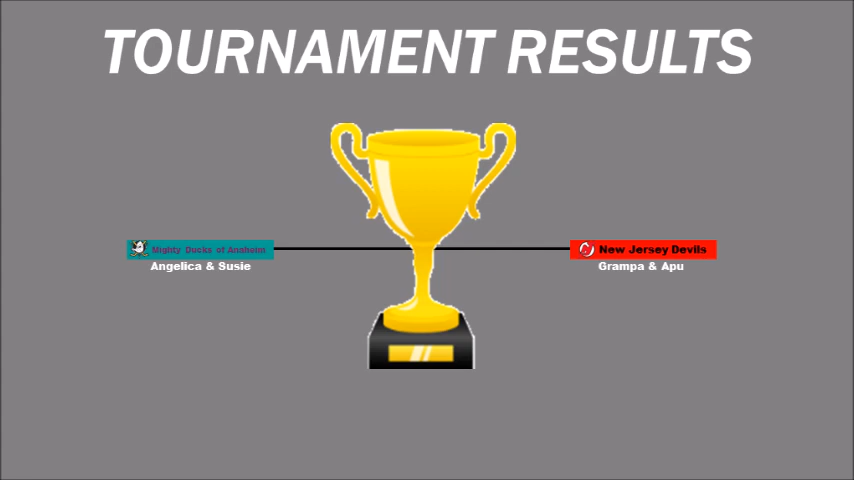 TOURNAMENT RESULTS
Mighty Ducks of Anaheim
New Jersey Devils
Angelica & Susie
Grampa & Apu